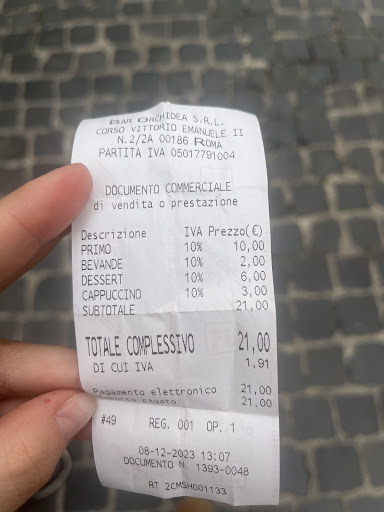 BAR ORCHIDEA S.R.L.
CORSO VITTORIO EMANUELE II
N.2/2A 00186 ROMA
PARTITA IVA 05017791004
DOCUMENTO COMMERCIALE
di vendita o prestazione
Descrizione IVA Prezzo(€)
PRIMO 10% 10,00
BEVANDE 10% 2,00
DESSERT 10% 6,00
CAPPUCCINO 10% 3,00
SUBTOTALE 21,00
TOTALE COMPLESSIVO 21,00
DI CUI IVA 1,91
Pagamento elettronico 21,00
Importo pagato 21,00
#49 REG. 001 OP. 1
08-12-2023 13:07
DOCUMENTO N. 1393-0048
RT 2CMSH001133